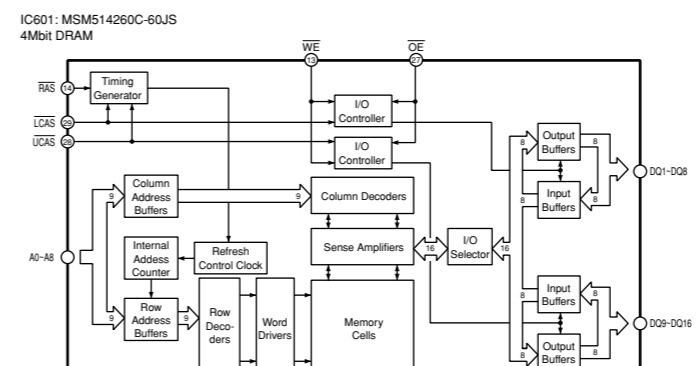 IC601: MSM514260C-60JS
4Mbit DRAM
WE
OE
13
27
RAS
14
Timing
Generator
LCAS
29
UCAS
28
I/O
Controller
I/O
Controller
8
Output
Buffers
8
DQ1~DQ8
8
Input
Buffers
8
9
Column
Address
Buffers
9
Column Decoders
A0~A8
Internal
Addess
Counter
Refresh
Control Clock
Sense Amplifiers
16
I/O
Selector
16
9
Row
Address
Buffers
9
Row
Deco-
ders
Word
Drivers
Memory
Cells
8
Input
Buffers
8
DQ9~DQ16
8
Output
Buffers
8